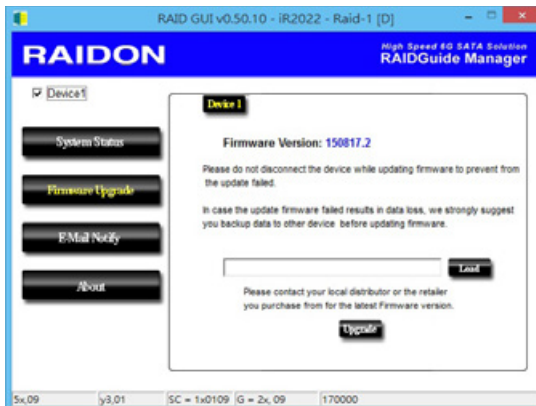 RAID GUI v0.50.10 - iR2022 - Raid-1 [D]
RAIDON
High Speed 6G SATA Solution
RAIDGuide Manager
Device1
Device 1
System Status
Firmware Upgrade
E-Mail Notify
About
Firmware Version: 150817.2
Please do not disconnect the device while updating firmware to prevent from
the update failed.
In case the update firmware failed results in data loss, we strongly suggest
you backup data to other device before updating firmware.
Load
Please contact your local distributor or the retailer
you purchase from for the latest Firmware version.
Upgrade
5x,09 y3,01 SC = 1x0109 G = 2x, 09 170000